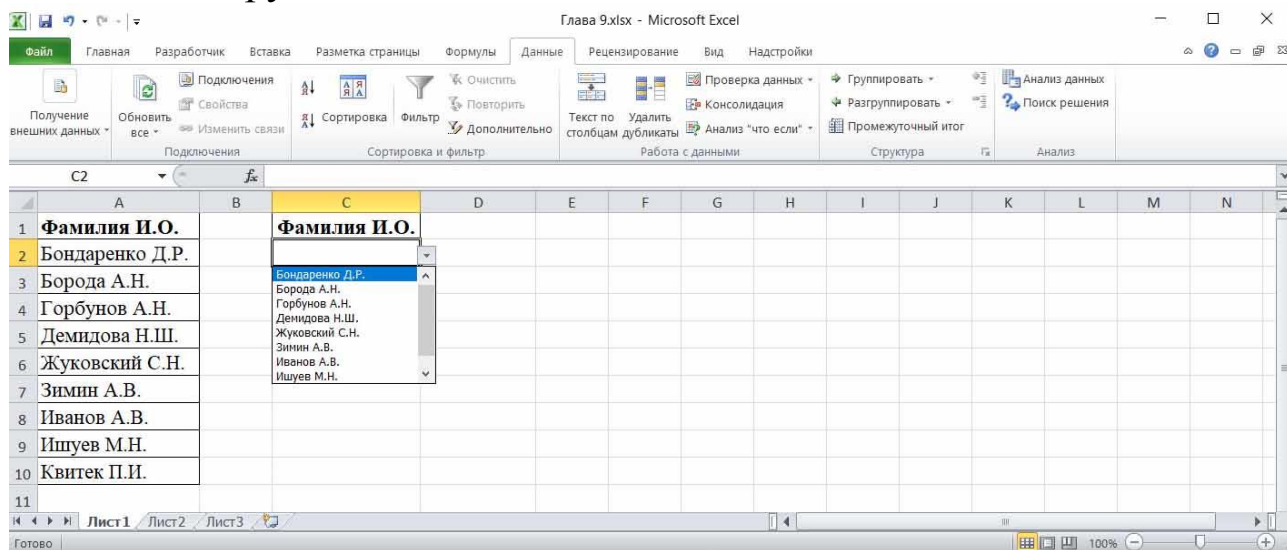 Глава 9.xlsx - Microsoft Excel
Файл Главная Разработчик Вставка Разметка страницы Формулы Данные Рецензирование Вид Надстройки
Получение внешних данных
Обновить все
Подключения
Свойства
Изменить связи
Подключения
Сортировка
Фильтр
Очистить
Повторить
Дополнительно
Сортировка и фильтр
Текст по столбцам
Удалить дубликаты
Проверка данных
Консолидация
Анализ "что если"
Работа с данными
Группировать
Разгруппировать
Промежуточный итог
Структура
Анализ данных
Поиск решения
Анализ
C2 fx
A B C D E F G H I J K L M N
1 Фамилия И.О. Фамилия И.О.
2 Бондаренко Д.Р.
3 Борода А.Н.
4 Горбунов А.Н.
5 Демидова Н.Ш.
6 Жуковский С.Н.
7 Зимин А.В.
8 Иванов А.В.
9 Ишуев М.Н.
10 Квитек П.И.
11
Бондаренко Д.Р.
Борода А.Н.
Горбунов А.Н.
Демидова Н.Ш.
Жуковский С.Н.
Зимин А.В.
Иванов А.В.
Ишуев М.Н.
Лист1 Лист2 Лист3
Готово 100%